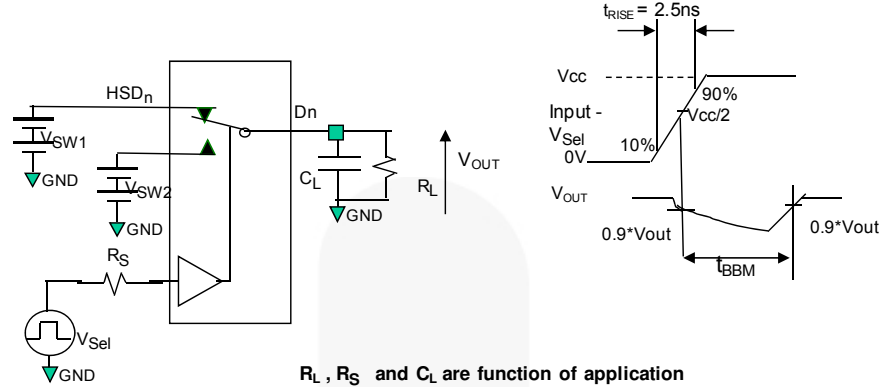 tRISE = 2.5ns
Vcc
90%
Vcc/2
Input -
VSel
10%
0V
VOUT
0.9*Vout
0.9*Vout
tBBM
HSDn
Dn
VSW1
GND
VSW2
GND
CL
RL
VOUT
GND
RS
VSel
GND
RL , RS and CL are function of application